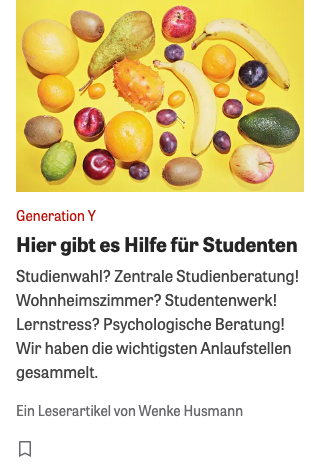 Generation Y
Hier gibt es Hilfe für Studenten
Studienwahl? Zentrale Studienberatung!
Wohnheimszimmer? Studentenwerk!
Lernstress? Psychologische Beratung!
Wir haben die wichtigsten Anlaufstellen
gesammelt.
Ein Leserartikel von Wenke Husmann